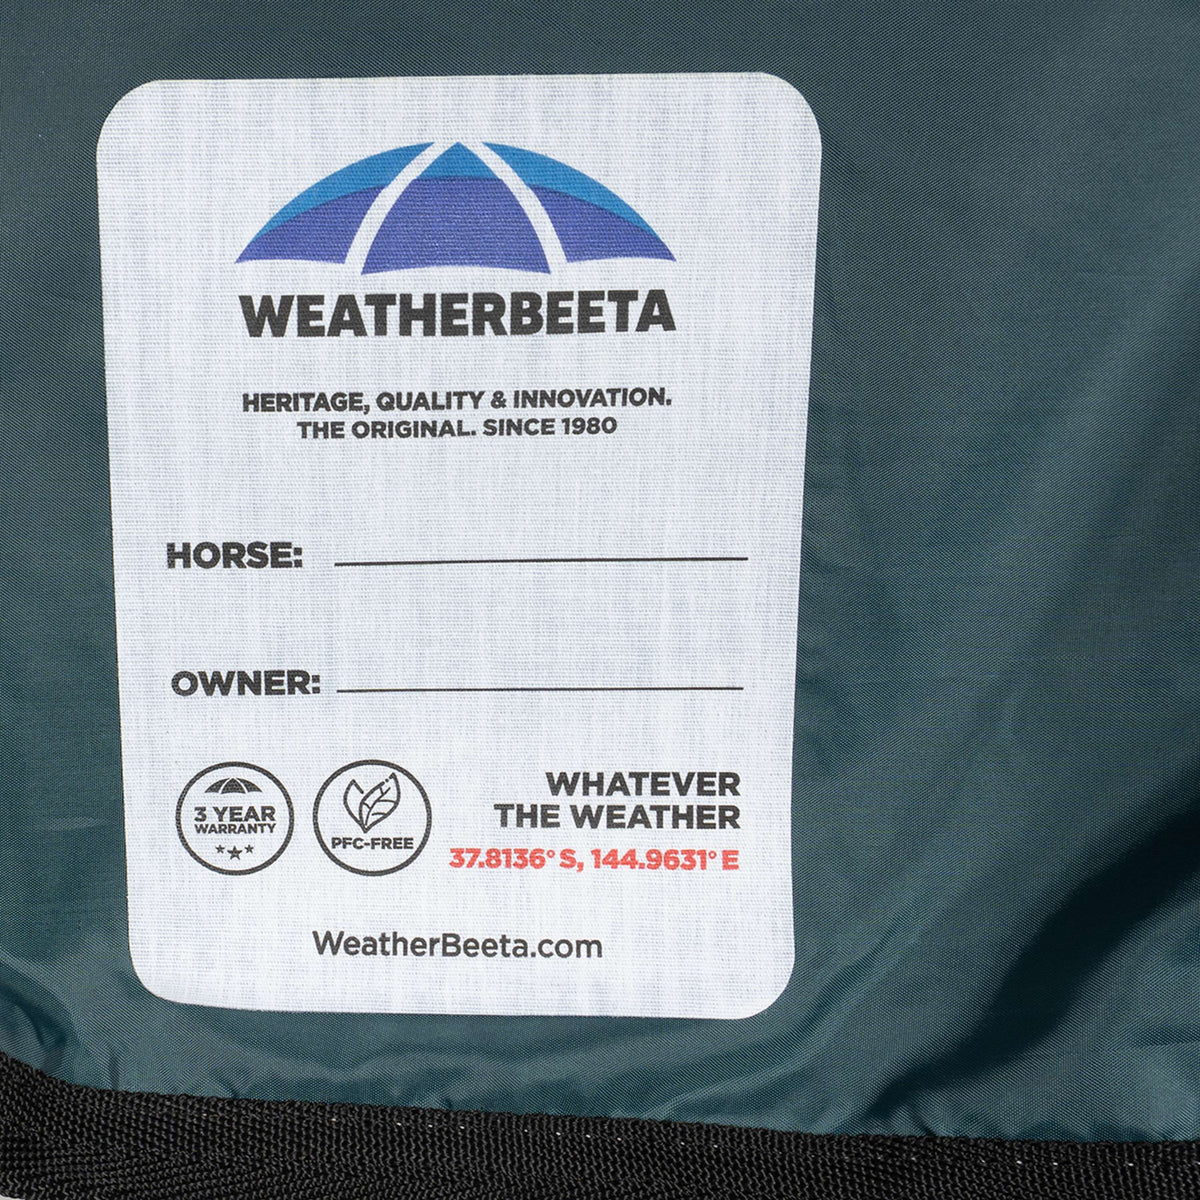 WEATHERBEETA
HERITAGE, QUALITY & INNOVATION.
THE ORIGINAL. SINCE 1980
HORSE:
OWNER:
3 YEAR
WARRANTY
PFC-FREE
WHATEVER
THE WEATHER
37.8136° S, 144.9631° E
WeatherBeeta.com